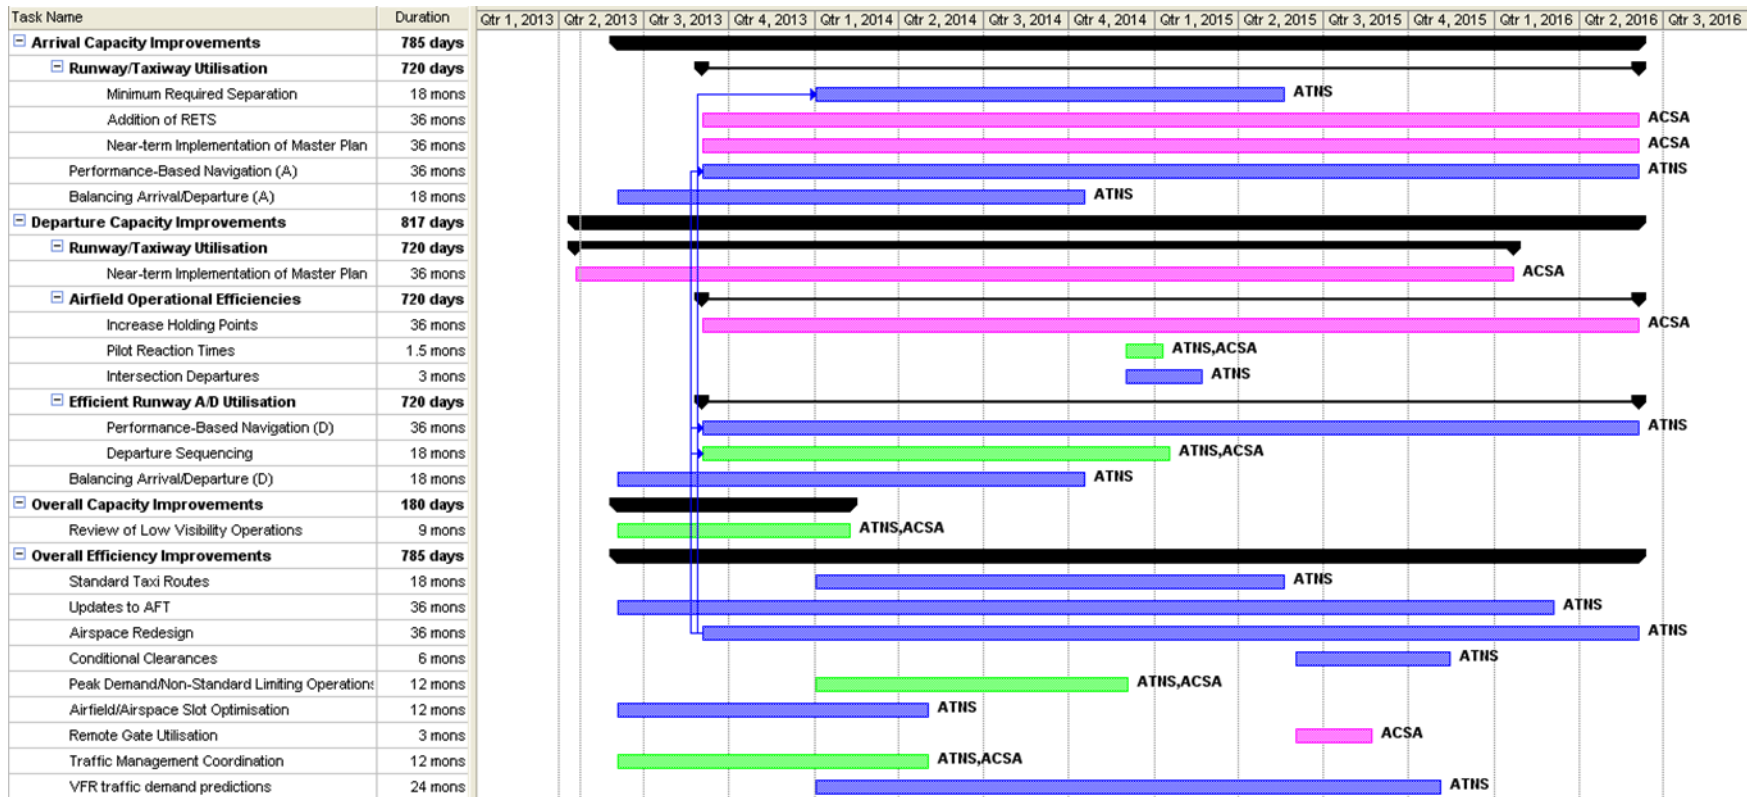 Task Name Duration Qtr 1, 2013 Qtr 2, 2013 Qtr 3, 2013 Qtr 4, 2013 Qtr 1, 2014 Qtr 2, 2014 Qtr 3, 2014 Qtr 4, 2014 Qtr 1, 2015 Qtr 2, 2015 Qtr 3, 2015 Qtr 4, 2015 Qtr 1, 2016 Qtr 2, 2016 Qtr 3, 2016
Arrival Capacity Improvements 785 days
Runway/Taxiway Utilisation 720 days
Minimum Required Separation 18 mons ATNS
Addition of RETS 36 mons ACSA
Near-term Implementation of Master Plan 36 mons ACSA
Performance-Based Navigation (A) 36 mons ATNS
Balancing Arrival/Departure (A) 18 mons ATNS
Departure Capacity Improvements 817 days
Runway/Taxiway Utilisation 720 days
Near-term Implementation of Master Plan 36 mons ACSA
Airfield Operational Efficiencies 720 days
Increase Holding Points 36 mons ACSA
Pilot Reaction Times 1.5 mons ATNS,ACSA
Intersection Departures 3 mons ATNS
Efficient Runway A/D Utilisation 720 days
Performance-Based Navigation (D) 36 mons ATNS
Departure Sequencing 18 mons ATNS,ACSA
Balancing Arrival/Departure (D) 18 mons ATNS
Overall Capacity Improvements 180 days
Review of Low Visibility Operations 9 mons ATNS,ACSA
Overall Efficiency Improvements 785 days
Standard Taxi Routes 18 mons ATNS
Updates to AFT 36 mons ATNS
Airspace Redesign 36 mons ATNS
Conditional Clearances 6 mons ATNS
Peak Demand/Non-Standard Limiting Operations 12 mons ATNS,ACSA
Airfield/Airspace Slot Optimisation 12 mons ATNS
Remote Gate Utilisation 3 mons ACSA
Traffic Management Coordination 12 mons ATNS,ACSA
VFR traffic demand predictions 24 mons ATNS